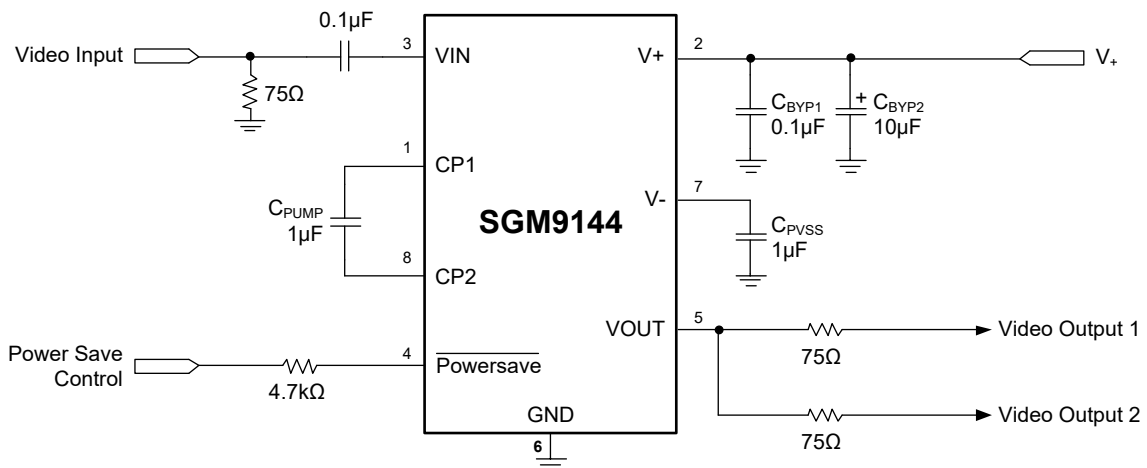 0.1µF
Video Input
3
VIN
V+
2
V+
75Ω
CBYP1
0.1µF
+
CBYP2
10µF
1
CP1
CPUMP
1µF
8
CP2
SGM9144
V-
7
CPVSS
1µF
VOUT
5
Video Output 1
75Ω
Power Save
Control
4.7kΩ
4
Powersave
GND
6
Video Output 2
75Ω